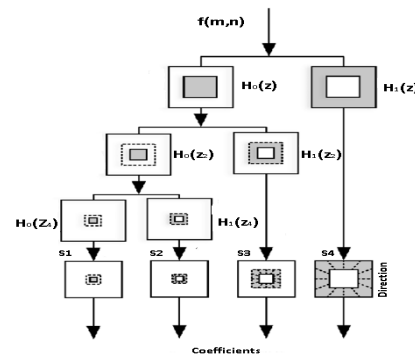 f(m,n)
H₀(z) H₁(z)
H₀(z₂) H₁(z₂)
H₀(Z₄) H₁(z₄)
S1 S2 S3 S4
Direction
Coefficients